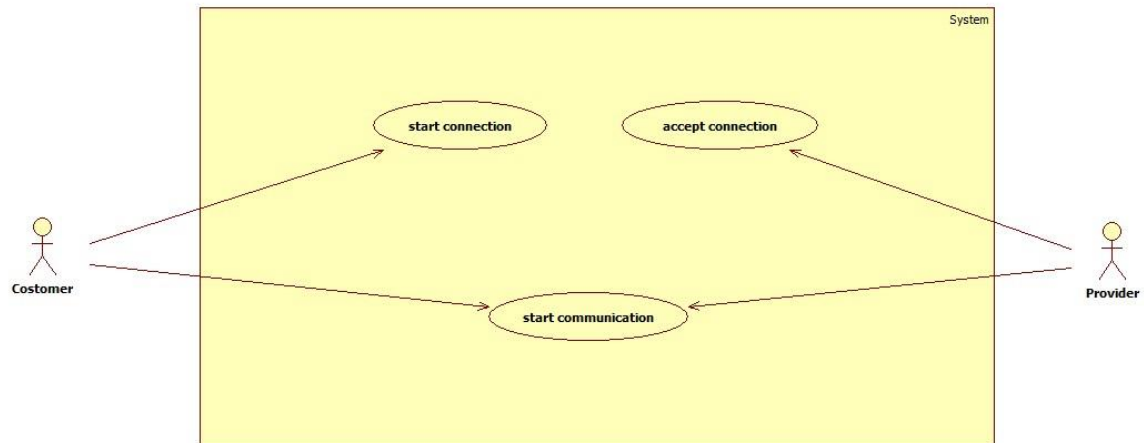 System
start connection
accept connection
Costomer
Provider
start communication